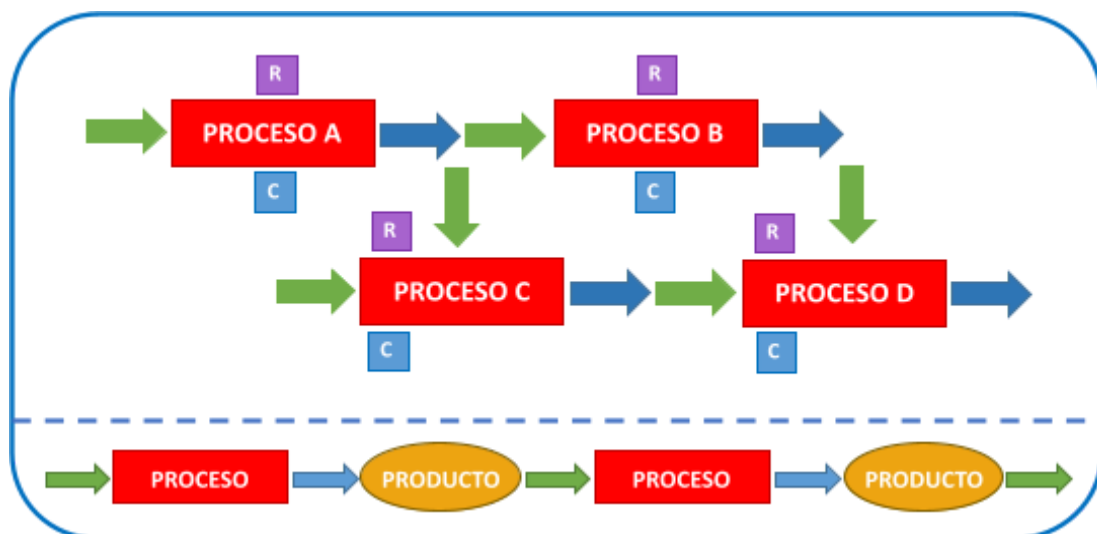 R
R
PROCESO A
PROCESO B
C
C
R
R
PROCESO C
PROCESO D
C
C
PROCESO
PRODUCTO
PROCESO
PRODUCTO